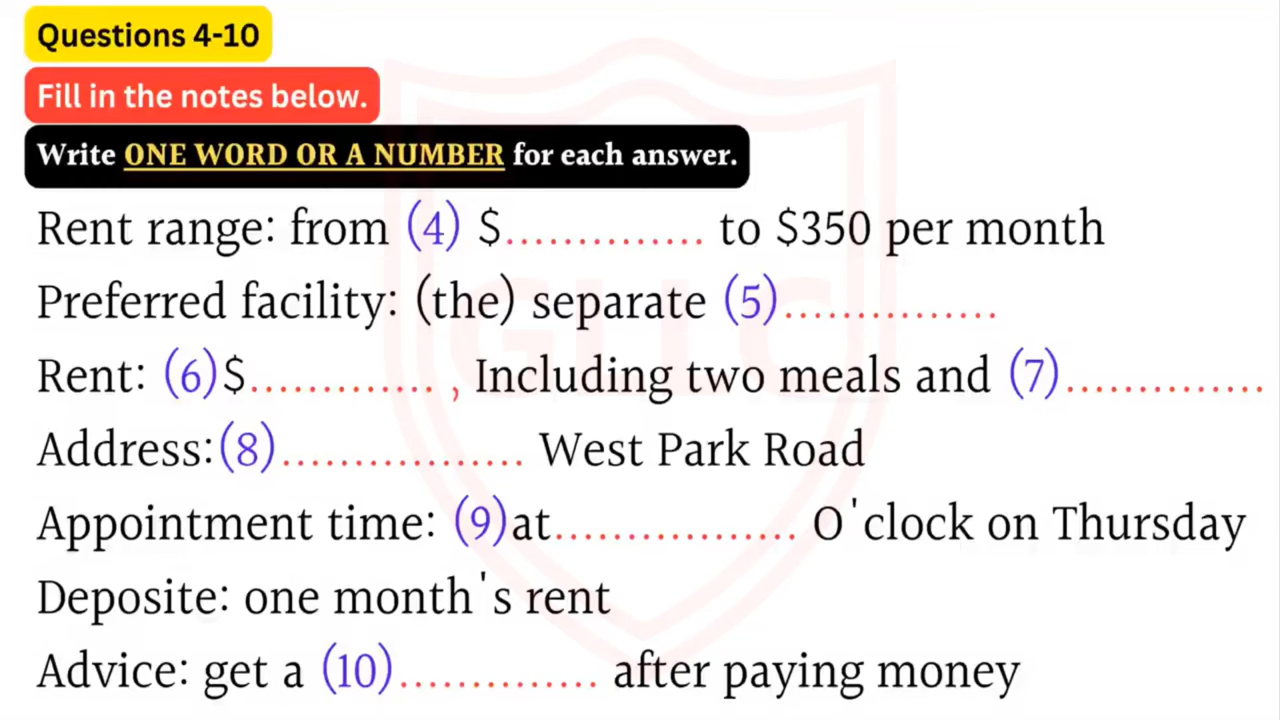 Questions 4-10
Fill in the notes below.
Write ONE WORD OR A NUMBER for each answer.
Rent range: from (4) $.............. to $350 per month
Preferred facility: (the) separate (5)...............
Rent: (6)$............. , Including two meals and (7)..............
Address:(8)................. West Park Road
Appointment time: (9)at................. O'clock on Thursday
Deposite: one month's rent
Advice: get a (10).............. after paying money
GLLC